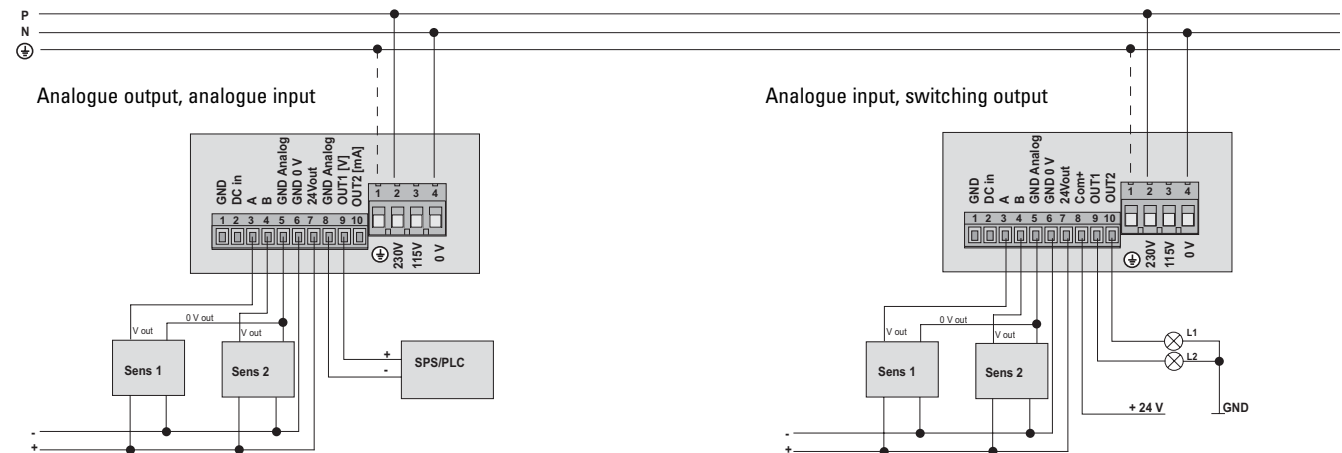 P
N
Analogue output, analogue input
GND
DC in
A
B
GND Analog
GND 0 V
24Vout
GND Analog
OUT1 [V]
OUT2 [mA]
1 2 3 4
1 2 3 4 5 6 7 8 9 10
230V
115V
0 V
V out
0 V out
V out
Sens 1
Sens 2
+
-
SPS/PLC
-
+
Analogue input, switching output
GND
DC in
A
B
GND Analog
GND 0 V
24Vout
Com+
OUT1
OUT2
1 2 3 4
1 2 3 4 5 6 7 8 9 10
230V
115V
0 V
V out
0 V out
V out
Sens 1
Sens 2
L1
L2
+ 24 V
GND
-
+